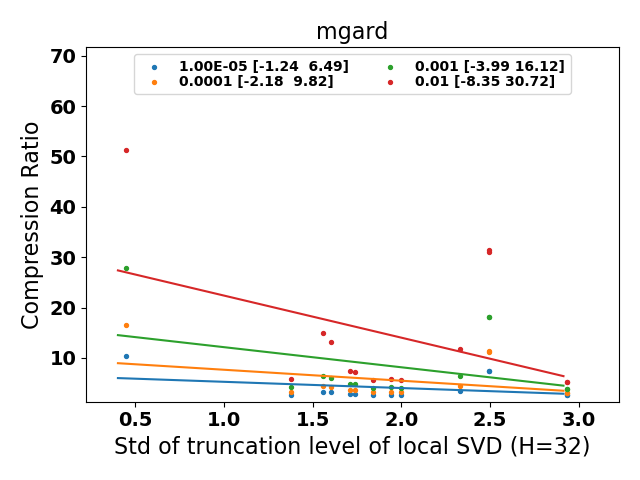 mgard
1.00E-05 [-1.24  6.49]
0.0001 [-2.18  9.82]
0.001 [-3.99 16.12]
0.01 [-8.35 30.72]
Compression Ratio
70
60
50
40
30
20
10
0.5 1.0 1.5 2.0 2.5 3.0
Std of truncation level of local SVD (H=32)